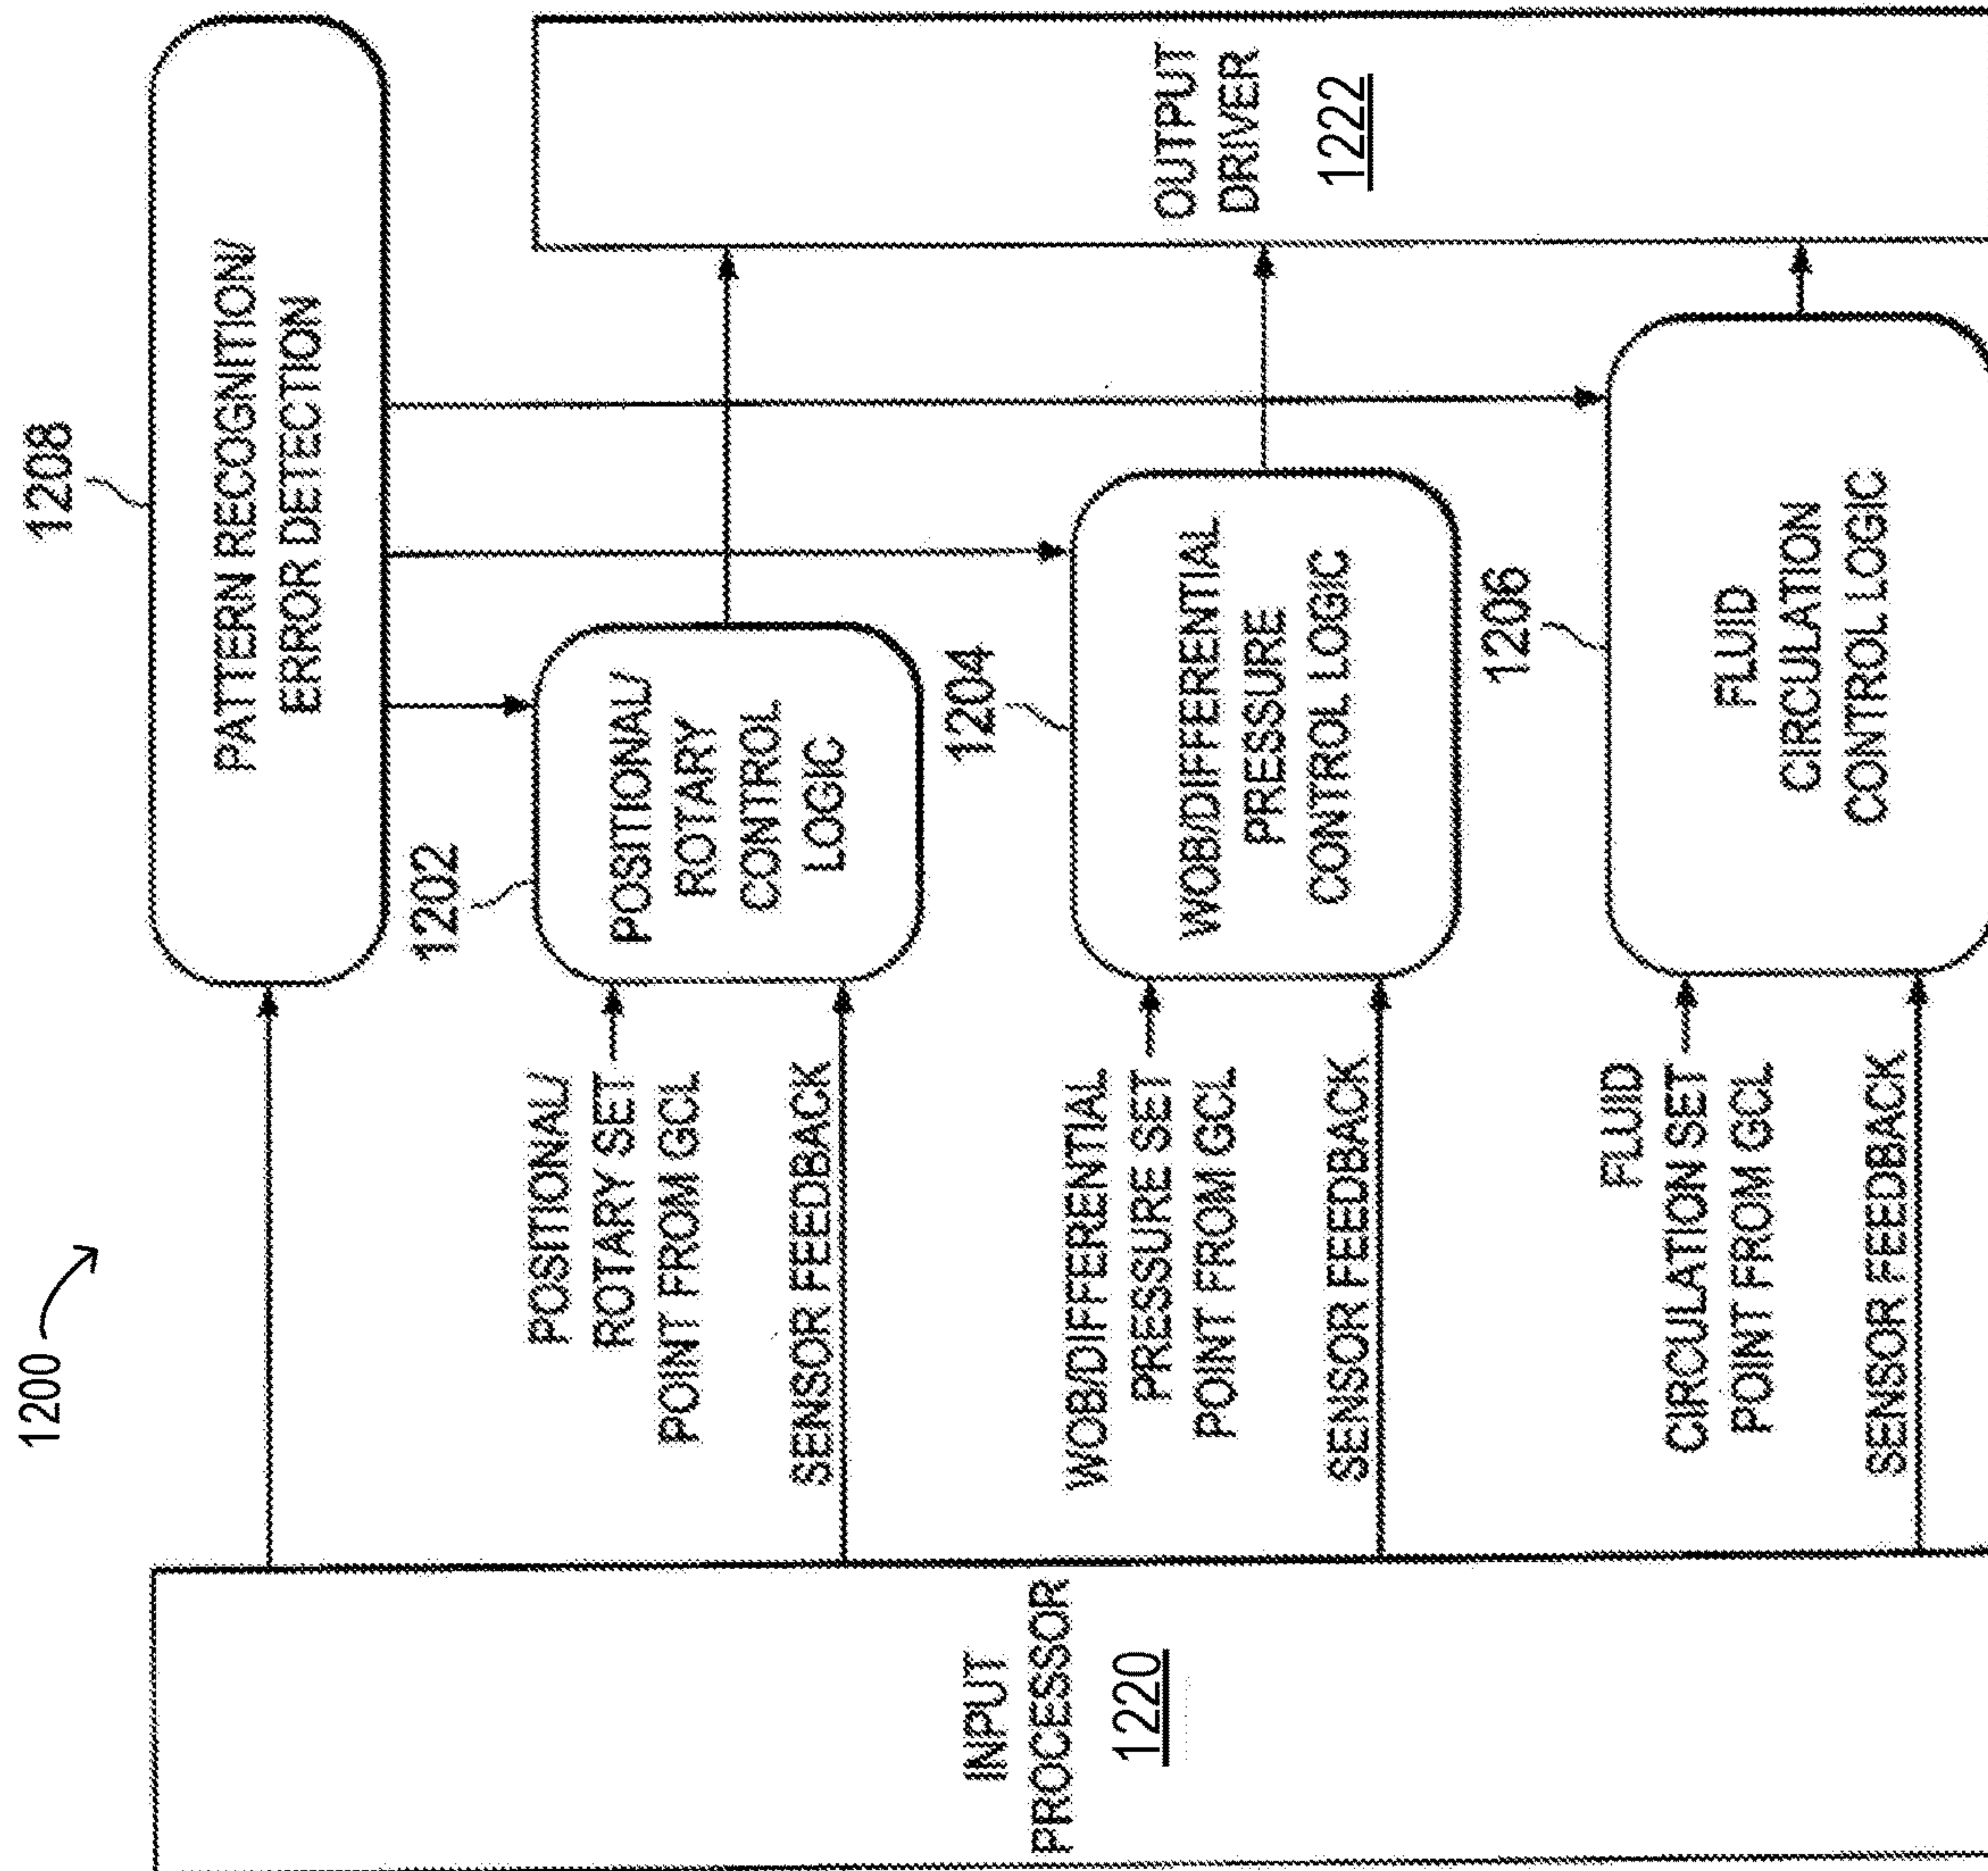 1200
1208
PATTERN RECOGNITION/
ERROR DETECTION
INPUT
PROCESSOR
1220
POSITIONAL/
ROTARY SET
POINT FROM GCL
SENSOR FEEDBACK
1202
POSITIONAL/
ROTARY
CONTROL
LOGIC
WOB/DIFFERENTIAL
PRESSURE SET
POINT FROM GCL
SENSOR FEEDBACK
1204
WOB/DIFFERENTIAL
PRESSURE
CONTROL LOGIC
FLUID
CIRCULATION SET
POINT FROM GCL
SENSOR FEEDBACK
1206
FLUID
CIRCULATION
CONTROL LOGIC
OUTPUT
DRIVER
1222